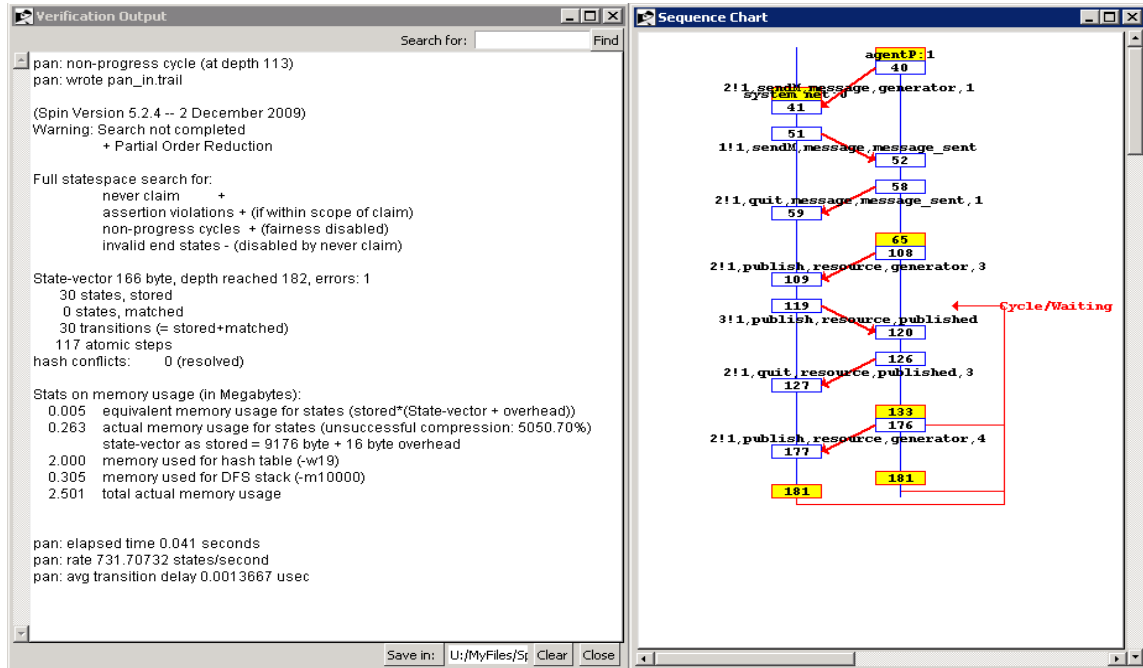 Verification Output
Search for:
Find
pan: non-progress cycle (at depth 113)
pan: wrote pan_in.trail
(Spin Version 5.2.4 -- 2 December 2009)
Warning: Search not completed
+ Partial Order Reduction
Full statespace search for:
never claim +
assertion violations + (if within scope of claim)
non-progress cycles + (fairness disabled)
invalid end states - (disabled by never claim)
State-vector 166 byte, depth reached 182, errors: 1
30 states, stored
0 states, matched
30 transitions (= stored+matched)
117 atomic steps
hash conflicts: 0 (resolved)
Stats on memory usage (in Megabytes):
0.005 equivalent memory usage for states (stored*(State-vector + overhead))
0.263 actual memory usage for states (unsuccessful compression: 5050.70%)
state-vector as stored = 9176 byte + 16 byte overhead
2.000 memory used for hash table (-w19)
0.305 memory used for DFS stack (-m10000)
2.501 total actual memory usage
pan: elapsed time 0.041 seconds
pan: rate 731.70732 states/second
pan: avg transition delay 0.0013667 usec
Save in:
U:/MyFiles/Sp
Clear
Close
Sequence Chart
agentP:1
40
2!1,sendM,message,generator,1
system net:0
41
51
1!1,sendM,message,message_sent
52
58
2!1,quit,message,message_sent,1
59
65
108
2!1,publish,resource,generator,3
109
119
Cycle/Waiting
3!1,publish,resource,published
120
126
2!1,quit,resource,published,3
127
133
176
2!1,publish,resource,generator,4
177
181
181